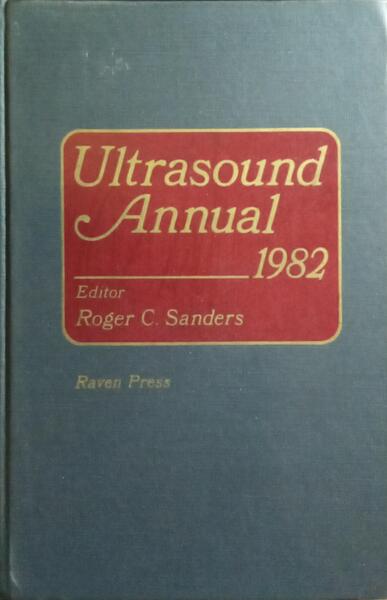 Ultrasound
Annual
1982
Editor
Roger C. Sanders
Raven Press